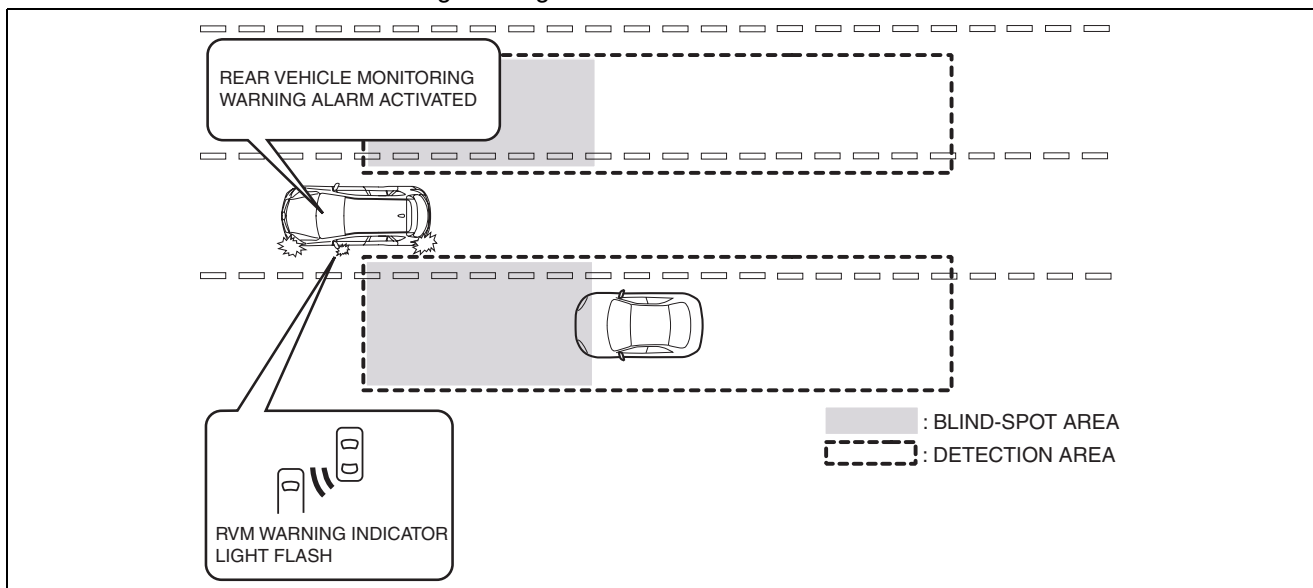 REAR VEHICLE MONITORING
WARNING ALARM ACTIVATED
: BLIND-SPOT AREA
: DETECTION AREA
RVM WARNING INDICATOR
LIGHT FLASH